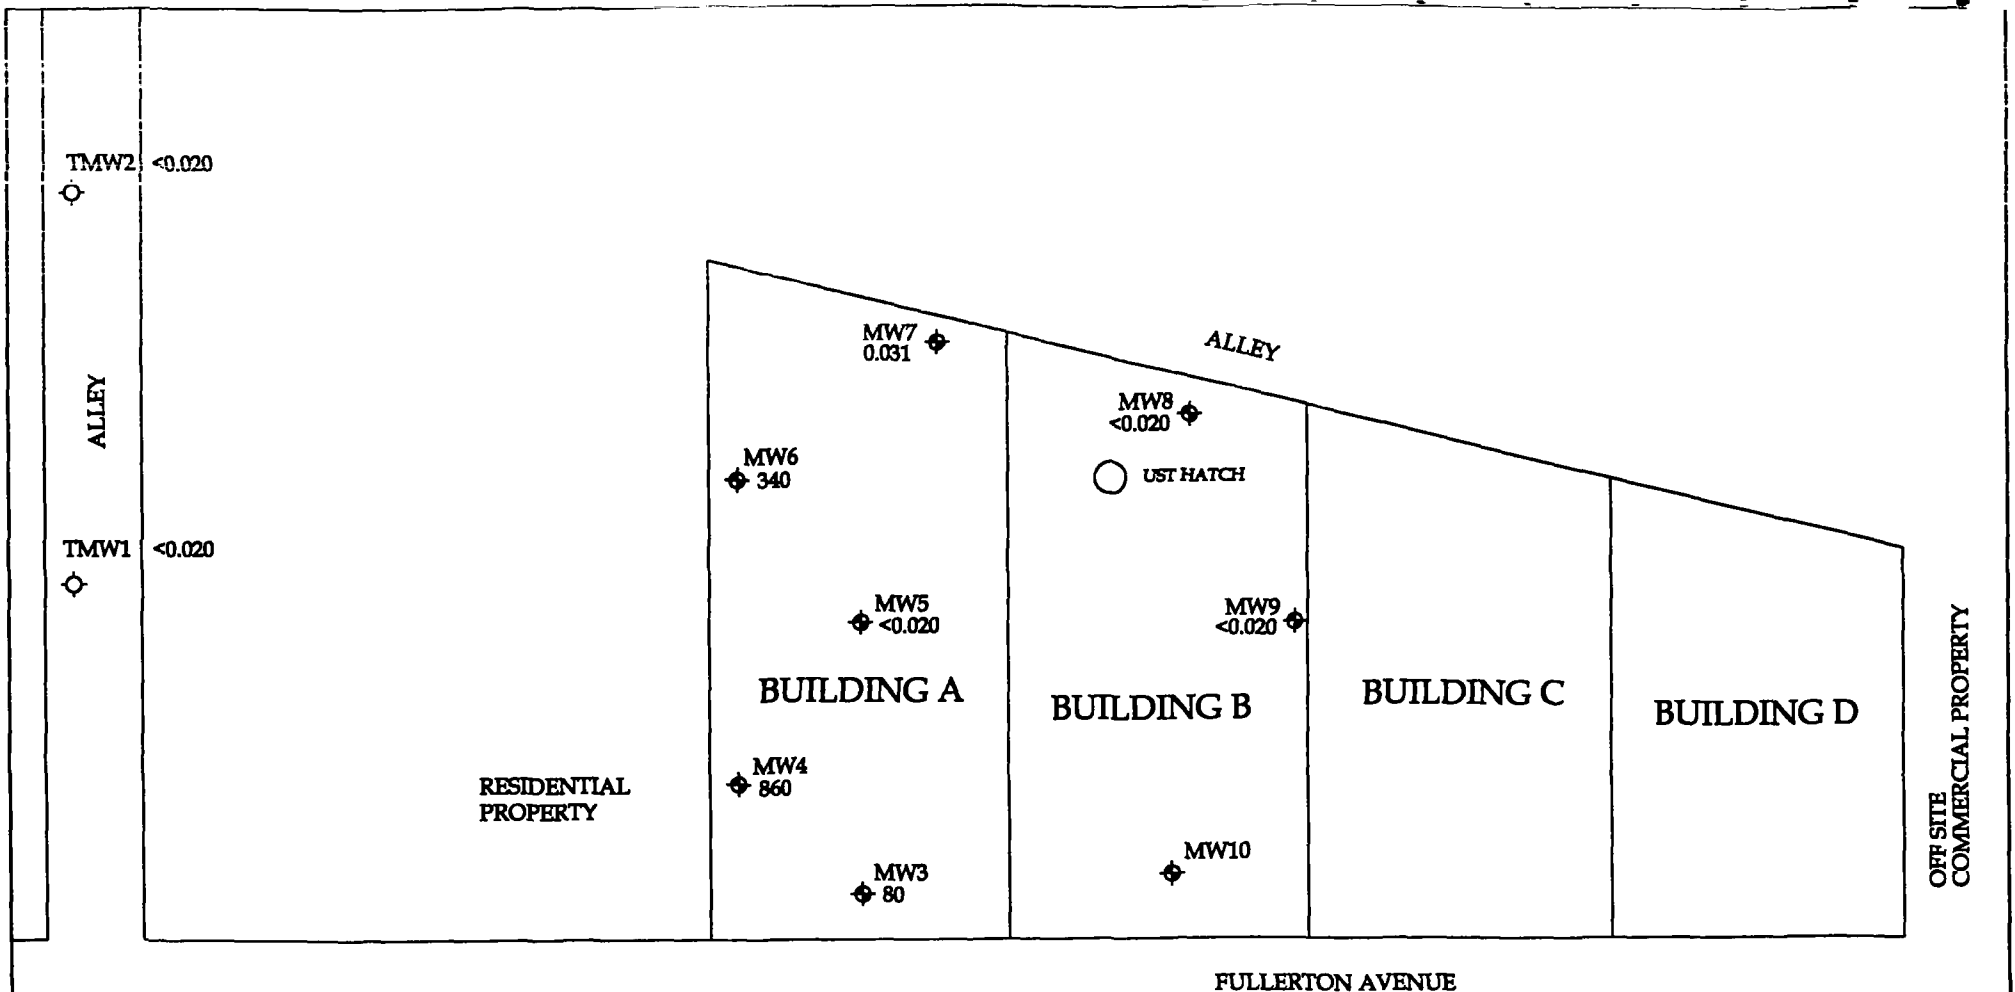 TMW2 <0.020
MW7
0.031
ALLEY
MW8
<0.020
MW6
340
UST HATCH
ALLEY
TMW1 <0.020
MW5
<0.020
MW9
<0.020
BUILDING A
BUILDING B
BUILDING C
BUILDING D
MW4
860
RESIDENTIAL
PROPERTY
MW3
80
MW10
OFF SITE
COMMERCIAL PROPERTY
FULLERTON AVENUE